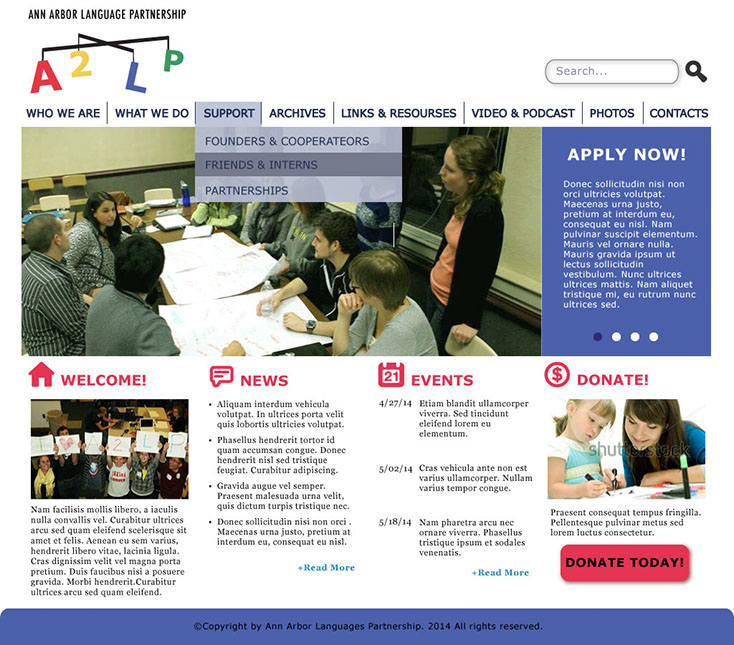 ANN ARBOR LANGUAGE PARTNERSHIP
A 2 L P
Search...
WHO WE ARE
WHAT WE DO
SUPPORT
ARCHIVES
LINKS & RESOURSES
VIDEO & PODCAST
PHOTOS
CONTACTS
FOUNDERS & COOPERATEORS
FRIENDS & INTERNS
PARTNERSHIPS
APPLY NOW!
Donec sollicitudin nisi non
orci ultricies volutpat.
Maecenas urna justo,
pretium at interdum eu,
consequat eu nisl. Nam
pulvinar suscipit elementum.
Mauris vel ornare nulla.
Mauris gravida ipsum ut
lectus sollicitudin
vestibulum. Nunc ultrices
ultrices mattis. Nam aliquet
tristique mi, eu rutrum nunc
ultrices sed.
WELCOME!
I A 2 L P
Nam facilisis mollis libero, a iaculis
nulla convallis vel. Curabitur ultrices
arcu sed quam eleifend scelerisque sit
amet et felis. Aenean eu sem varius,
hendrerit libero vitae, lacinia ligula.
Cras dignissim velit vel magna porta
pretium. Duis faucibus nisi a posuere
gravida. Morbi hendrerit.Curabitur
ultrices arcu sed quam eleifend.
NEWS
• Aliquam interdum vehicula
volutpat. In ultrices porta velit
quis lobortis ultricies volutpat.
• Phasellus hendrerit tortor id
quam accumsan congue. Donec
hendrerit nisl sed tristique
feugiat. Curabitur adipiscing.
• Gravida augue vel semper.
Praesent malesuada urna velit,
quis dictum turpis tristique nec.
• Donec sollicitudin nisi non orci .
Maecenas urna justo, pretium at
interdum eu, consequat eu nisl.
+Read More
21
EVENTS
4/27/14 Etiam blandit ullamcorper
viverra. Sed tincidunt
eleifend lorem eu
elementum.
5/02/14 Cras vehicula ante non est
varius ullamcorper. Nullam
varius tempor congue.
5/18/14 Nam pharetra arcu nec
ornare viverra. Phasellus
tristique ipsum et sodales
venenatis.
+Read More
$
DONATE!
shutterstock
Praesent consequat tempus fringilla.
Pellentesque pulvinar metus sed
lorem luctus consectetur.
DONATE TODAY!
©Copyright by Ann Arbor Languages Partnership. 2014 All rights reserved.